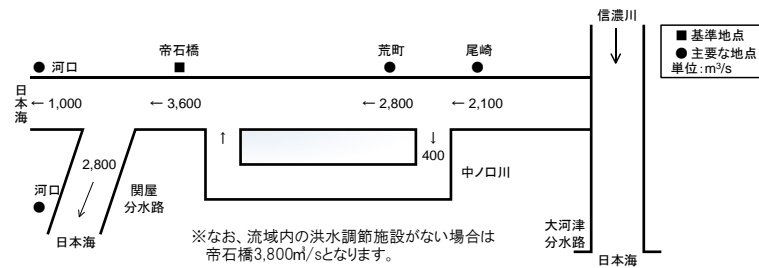 信濃川
■ 基準地点
● 主要な地点
単位：m³/s
● 河口
帝石橋
■
荒町
●
尾崎
●
日本海
← 1,000
← 3,600
← 2,800
← 2,100
↑
↓
400
↓
2,800
河口
●
関屋
分水路
中ノ口川
大河津
分水路
日本海
日本海
※なお、流域内の洪水調節施設がない場合は
帝石橋3,800㎥/sとなります。